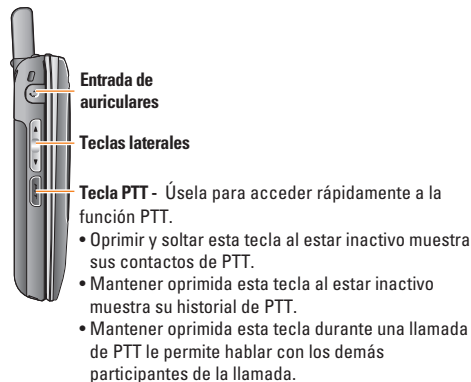 Entrada de
auriculares
Teclas laterales
Tecla PTT - Úsela para acceder rápidamente a la
función PTT.
• Oprimir y soltar esta tecla al estar inactivo muestra
sus contactos de PTT.
• Mantener oprimida esta tecla al estar inactivo
muestra su historial de PTT.
• Mantener oprimida esta tecla durante una llamada
de PTT le permite hablar con los demás
participantes de la llamada.